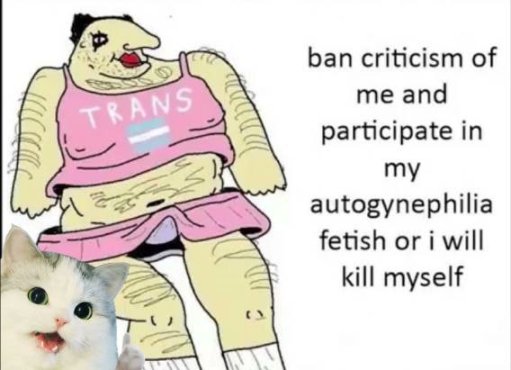 TRANS
ban criticism of
me and
participate in
my
autogynephilia
fetish or i will
kill myself